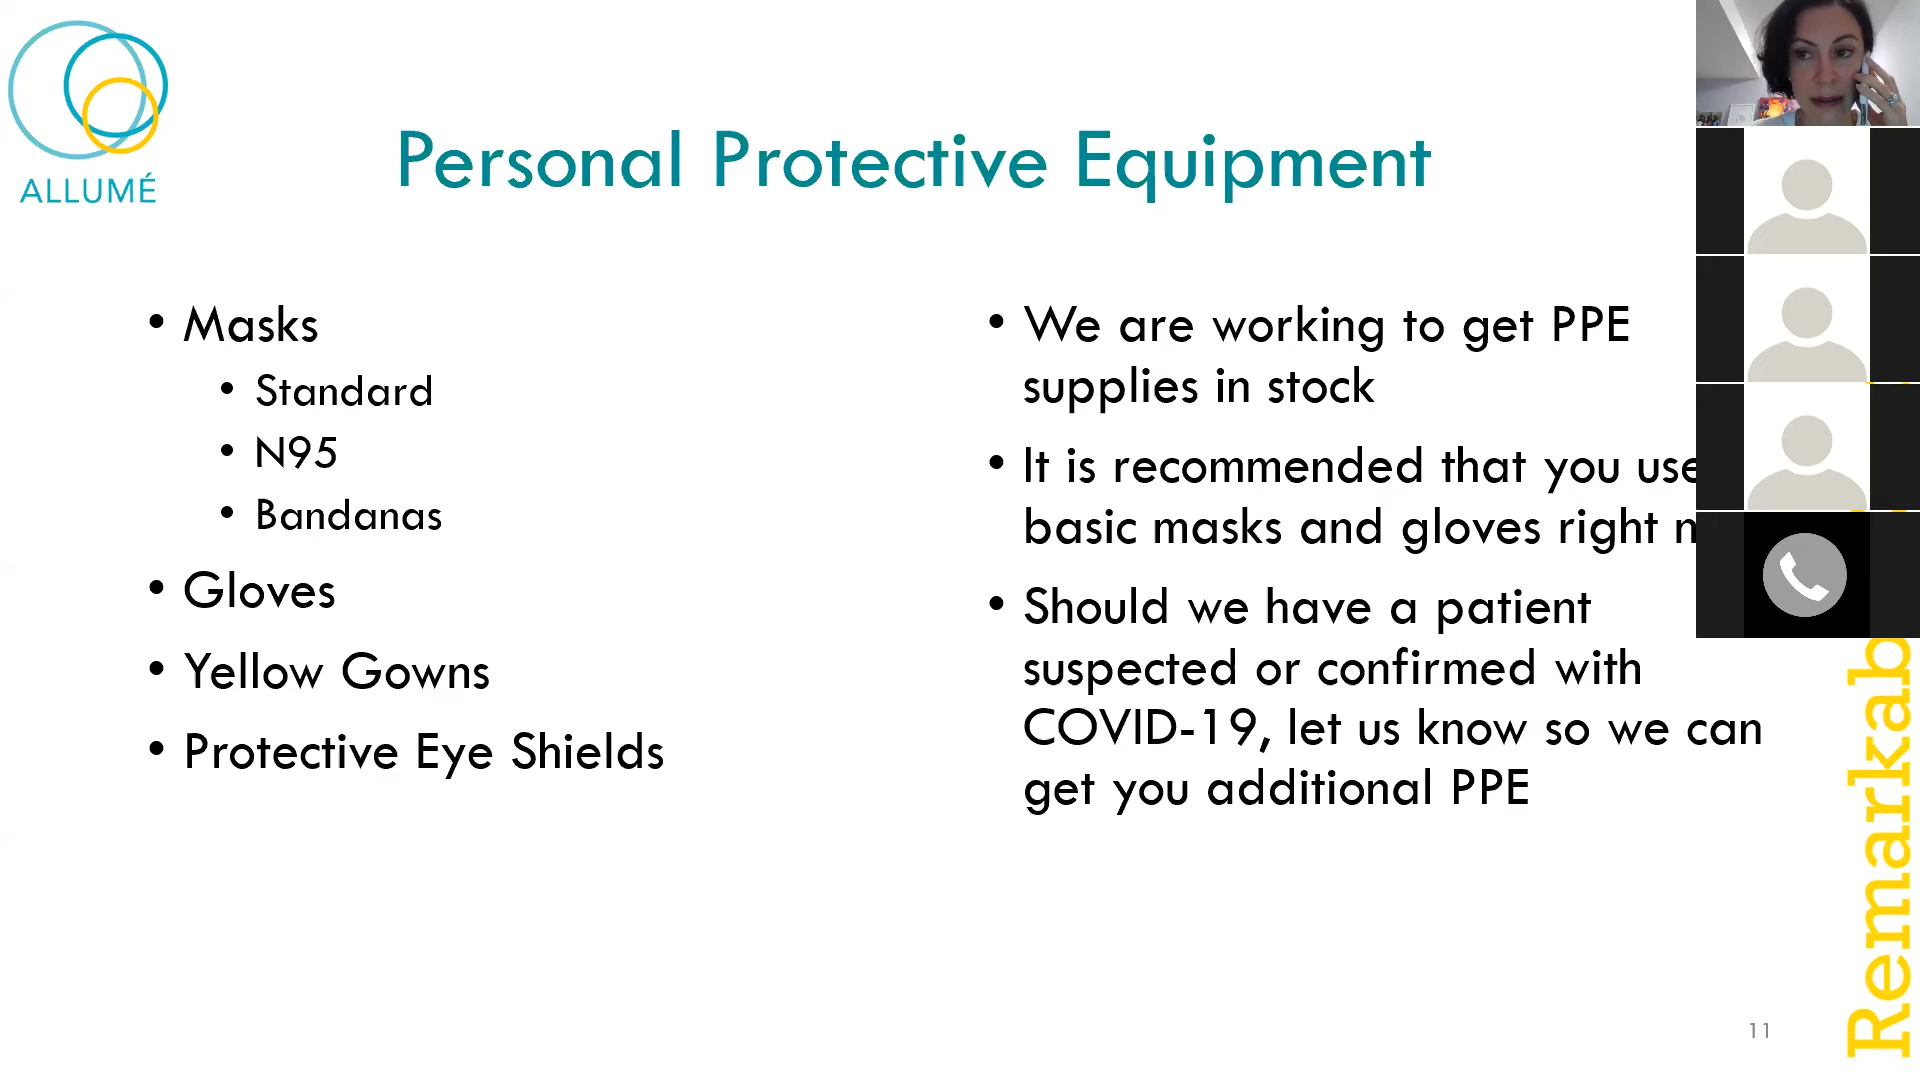 ALLUMÉ
Personal Protective Equipment
• Masks
• Standard
• N95
• Bandanas
• Gloves
• Yellow Gowns
• Protective Eye Shields
• We are working to get PPE
supplies in stock
• It is recommended that you use
basic masks and gloves right
• Should we have a patient
suspected or confirmed with
COVID-19, let us know so we can
get you additional PPE
Remarkab
11